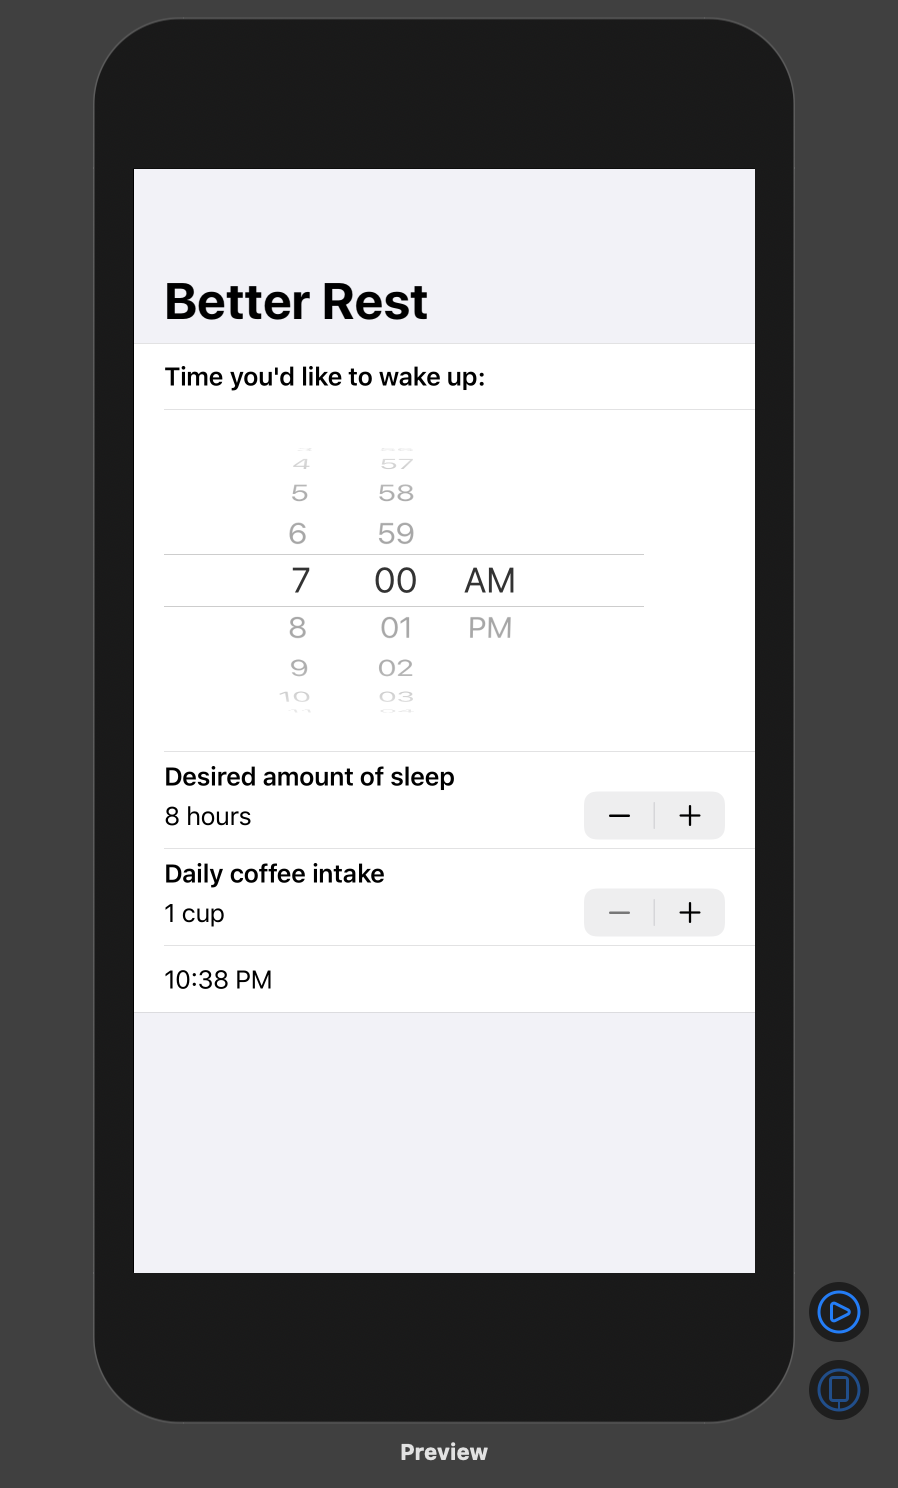 Better Rest
Time you'd like to wake up:
4 57
5 58
6 59
7 00 AM
8 01 PM
9 02
10 03
Desired amount of sleep
8 hours
Daily coffee intake
1 cup
10:38 PM
Preview